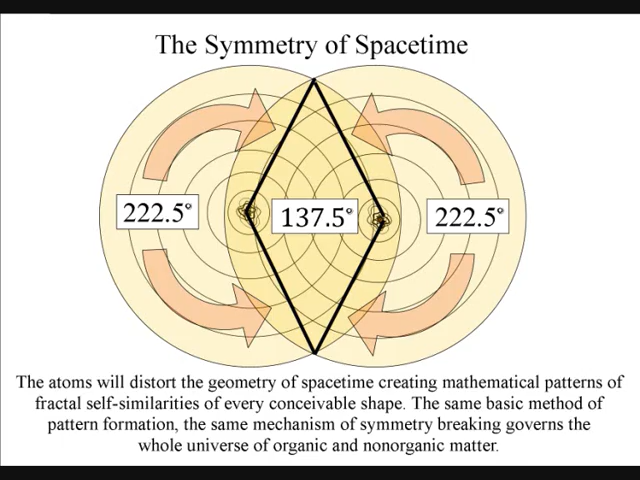 The Symmetry of Spacetime
222.5°
137.5°
222.5°
The atoms will distort the geometry of spacetime creating mathematical patterns of
fractal self-similarities of every conceivable shape. The same basic method of
pattern formation, the same mechanism of symmetry breaking governs the
whole universe of organic and nonorganic matter.